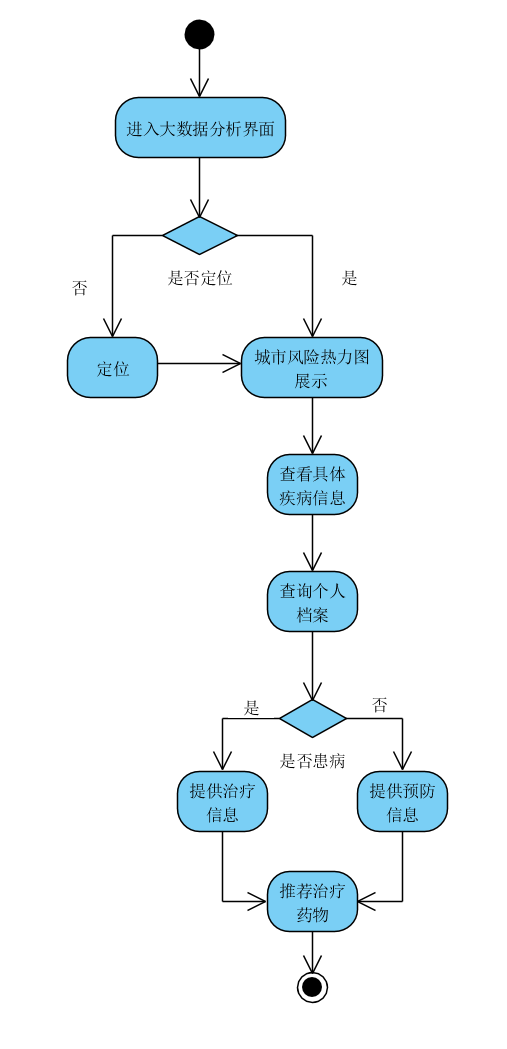 进入大数据分析界面
是否定位
否
是
定位
城市风险热力图
展示
查看具体
疾病信息
查询个人
档案
是
否
是否患病
提供治疗
信息
提供预防
信息
推荐治疗
药物